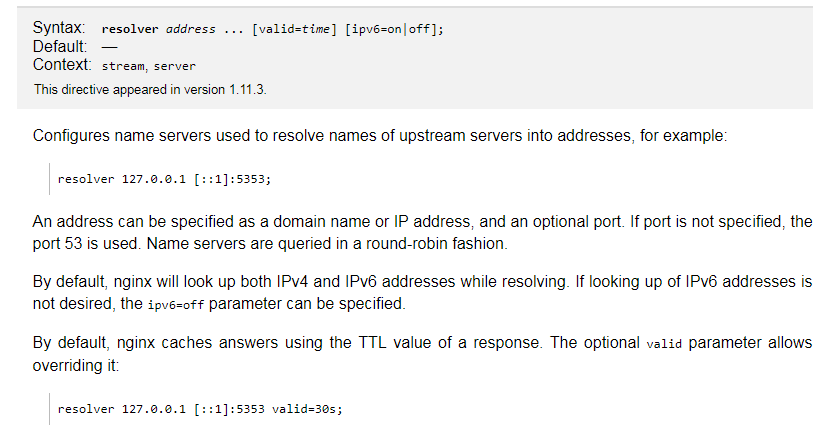 Syntax: resolver address ... [valid=time] [ipv6=on|off];
Default: —
Context: stream, server
This directive appeared in version 1.11.3.
Configures name servers used to resolve names of upstream servers into addresses, for example:
resolver 127.0.0.1 [::1]:5353;
An address can be specified as a domain name or IP address, and an optional port. If port is not specified, the
port 53 is used. Name servers are queried in a round-robin fashion.
By default, nginx will look up both IPv4 and IPv6 addresses while resolving. If looking up of IPv6 addresses is
not desired, the ipv6=off parameter can be specified.
By default, nginx caches answers using the TTL value of a response. The optional valid parameter allows
overriding it:
resolver 127.0.0.1 [::1]:5353 valid=30s;